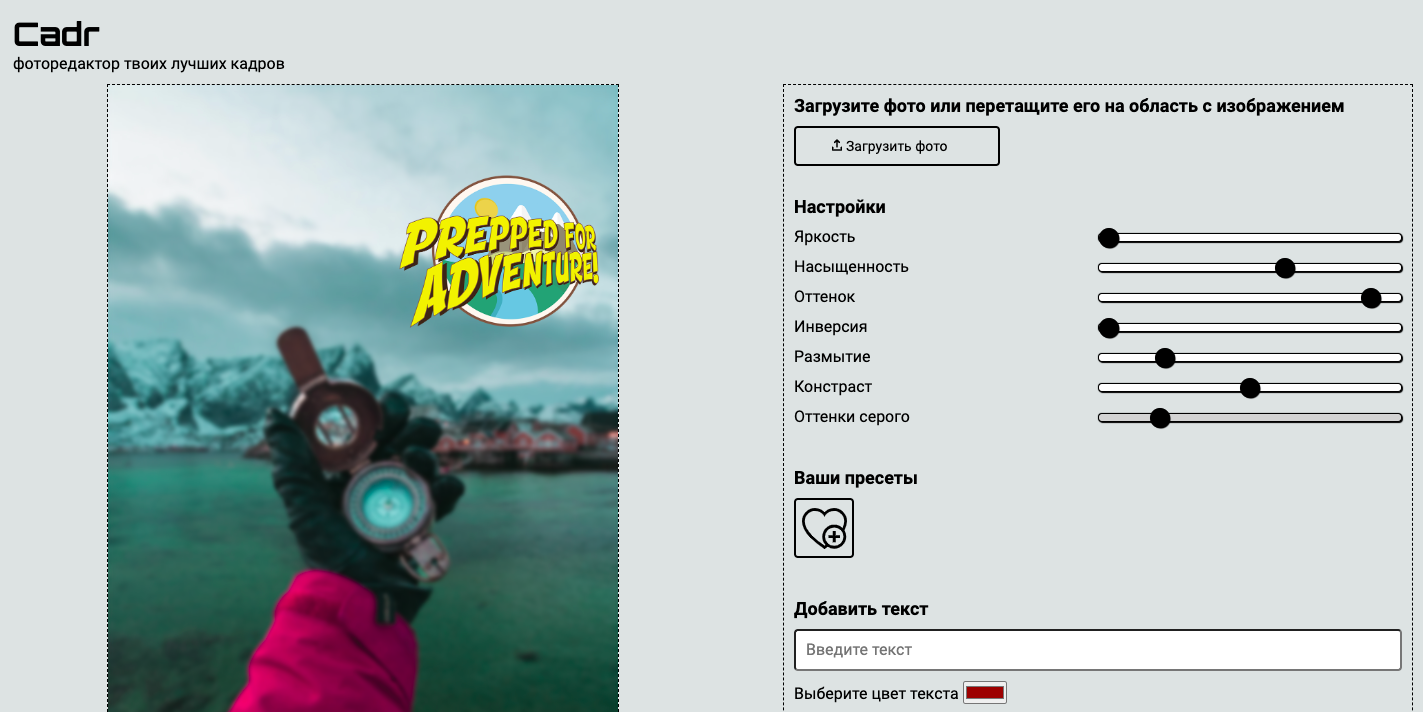 Cadr
фоторедактор твоих лучших кадров
PREPPED FOR
ADVENTURE!
Загрузите фото или перетащите его на область с изображением
Загрузить фото
Настройки
Яркость
Насыщенность
Оттенок
Инверсия
Размытие
Констраст
Оттенки серого
Ваши пресеты
Добавить текст
Введите текст
Выберите цвет текста